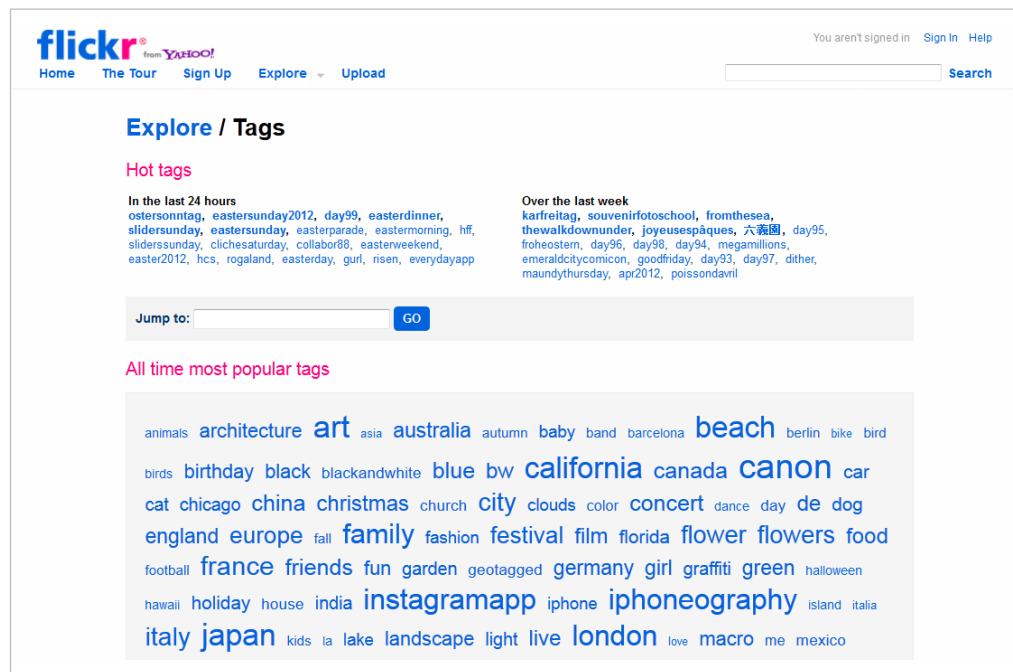 flickr® from YAHOO!
You aren't signed in Sign In Help
Home The Tour Sign Up Explore Upload
Search
Explore / Tags
Hot tags
In the last 24 hours
ostersonntag, eastersunday2012, day99, easterdinner,
slidersunday, eastersunday, easterparade, eastermorning, hff,
sliderssunday, clichesaturday, collabor88, easterweekend,
easter2012, hcs, rogaland, easterday, gurl, risen, everydayapp
Over the last week
karfreitag, souvenirfotoschool, fromthesea,
thewalkdownunder, joyeusespâques, 六義園, day95,
froheostern, day96, day98, day94, megamillions,
emeraldcitycomicon, goodfriday, day93, day97, dither,
maundythursday, apr2012, poissondavril
Jump to: GO
All time most popular tags
animals architecture art asia australia autumn baby band barcelona beach berlin bike bird
birds birthday black blackandwhite blue bw california canada canon car
cat chicago china christmas church city clouds color concert dance day de dog
england europe fall family fashion festival film florida flower flowers food
football france friends fun garden geotagged germany girl graffiti green halloween
hawaii holiday house india instagramapp iphone iphoneography island italia
italy japan kids la lake landscape light live london love macro me mexico